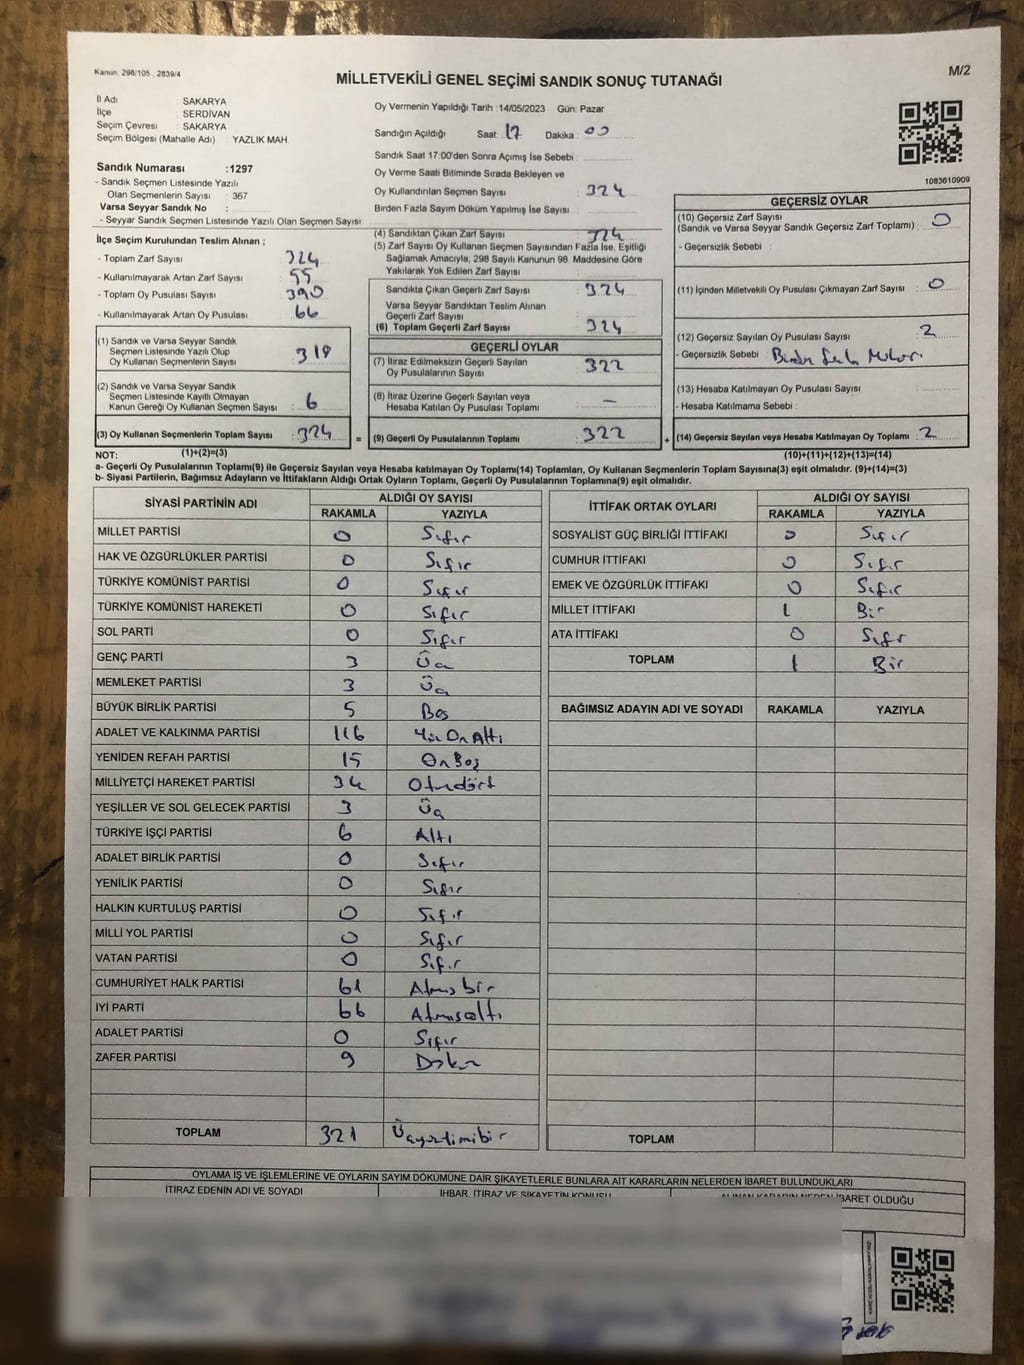 Kanun: 298/105 , 2839/4
MİLLETVEKİLİ GENEL SEÇİMİ SANDIK SONUÇ TUTANAĞI
M/2
İl Adı : SAKARYA
İlçe : SERDİVAN
Seçim Çevresi : SAKARYA
Seçim Bölgesi (Mahalle Adı) : YAZLIK MAH.
Sandık Numarası :1297
- Sandık Seçmen Listesinde Yazılı
Olan Seçmenlerin Sayısı : 367
Varsa Seyyar Sandık No :
- Seyyar Sandık Seçmen Listesinde Yazılı Olan Seçmen Sayısı
Oy Vermenin Yapıldığı Tarih :14/05/2023 Gün: Pazar
Sandığın Açıldığı Saat: 17 Dakika: 00
Sandık Saat 17:00'den Sonra Açımış İse Sebebi :
Oy Verme Saati Bitiminde Sırada Bekleyen ve
Oy Kullandırılan Seçmen Sayısı : 324
Birden Fazla Sayım Döküm Yapılmış İse Sayısı :
1083610909
İlçe Seçim Kurulundan Teslim Alınan ;
- Toplam Zarf Sayısı : 324
- Kullanılmayarak Artan Zarf Sayısı : 55
- Toplam Oy Pusulası Sayısı : 390
- Kullanılmayarak Artan Oy Pusulası : 66
(1) Sandık ve Varsa Seyyar Sandık
Seçmen Listesinde Yazılı Olup
Oy Kullanan Seçmenlerin Sayısı : 318
(2) Sandık ve Varsa Seyyar Sandık
Seçmen Listesinde Kayıtlı Olmayan
Kanun Gereği Oy Kullanan Seçmen Sayısı : 6
(3) Oy Kullanan Seçmenlerin Toplam Sayısı : 324
(1)+(2)=(3)
(4) Sandıktan Çıkan Zarf Sayısı : 324
(5) Zarf Sayısı Oy Kullanan Seçmen Sayısından Fazla İse, Eşitliği
Sağlamak Amacıyla; 298 Sayılı Kanunun 98. Maddesine Göre
Yakılarak Yok Edilen Zarf Sayısı :
Sandıkta Çıkan Geçerli Zarf Sayısı : 324
Varsa Seyyar Sandıktan Teslim Alınan
Geçerli Zarf Sayısı :
(6) Toplam Geçerli Zarf Sayısı : 324
GEÇERLİ OYLAR
(7) İtiraz Edilmeksizin Geçerli Sayılan
Oy Pusulalarının Sayısı : 322
(8) İtiraz Üzerine Geçerli Sayılan veya
Hesaba Katılan Oy Pusulası Toplamı : –
= (9) Geçerli Oy Pusulalarının Toplamı : 322
GEÇERSİZ OYLAR
(10) Geçersiz Zarf Sayısı : 0
(Sandık ve Varsa Seyyar Sandık Geçersiz Zarf Toplamı)
- Geçersizlik Sebebi :
(11) İçinden Milletvekili Oy Pusulası Çıkmayan Zarf Sayısı : 0
(12) Geçersiz Sayılan Oy Pusulası Sayısı : 2
- Geçersizlik Sebebi :
(13) Hesaba Katılmayan Oy Pusulası Sayısı :
- Hesaba Katılmama Sebebi :
+ (14) Geçersiz Sayılan veya Hesaba Katılmayan Oy Toplamı : 2
(10)+(11)+(12)+(13)=(14)
NOT:
a- Geçerli Oy Pusulalarının Toplamı(9) ile Geçersiz Sayılan veya Hesaba katılmayan Oy Toplamı(14) Toplamları, Oy Kullanan Seçmenlerin Toplam Sayısına(3) eşit olmalıdır. (9)+(14)=(3)
b- Siyasi Partilerin, Bağımsız Adayların ve İttifakların Aldığı Ortak Oyların Toplamı, Geçerli Oy Pusulalarının Toplamına(9) eşit olmalıdır.
SİYASİ PARTİNİN ADI ALDIĞI OY SAYISI
RAKAMLA YAZIYLA
MİLLET PARTİSİ 0 Sıfır
HAK VE ÖZGÜRLÜKLER PARTİSİ 0 Sıfır
TÜRKİYE KOMÜNİST PARTİSİ 0 Sıfır
TÜRKİYE KOMÜNİST HAREKETİ 0 Sıfır
SOL PARTİ 0 Sıfır
GENÇ PARTİ 3 Üç
MEMLEKET PARTİSİ 3 Üç
BÜYÜK BİRLİK PARTİSİ 5 Beş
ADALET VE KALKINMA PARTİSİ 116 Yüz On Altı
YENİDEN REFAH PARTİSİ 15 On Beş
MİLLİYETÇİ HAREKET PARTİSİ 34 Otuzdört
YEŞİLLER VE SOL GELECEK PARTİSİ 3 Üç
TÜRKİYE İŞÇİ PARTİSİ 6 Altı
ADALET BİRLİK PARTİSİ 0 Sıfır
YENİLİK PARTİSİ 0 Sıfır
HALKIN KURTULUŞ PARTİSİ 0 Sıfır
MİLLİ YOL PARTİSİ 0 Sıfır
VATAN PARTİSİ 0 Sıfır
CUMHURİYET HALK PARTİSİ 61 Atmış bir
İYİ PARTİ 66 Atmışaltı
ADALET PARTİSİ 0 Sıfır
ZAFER PARTİSİ 9 Dokuz
TOPLAM 321 Üçyüzyirmibir
İTTİFAK ORTAK OYLARI ALDIĞI OY SAYISI
RAKAMLA YAZIYLA
SOSYALİST GÜÇ BİRLİĞİ İTTİFAKI 0 Sıfır
CUMHUR İTTİFAKI 0 Sıfır
EMEK VE ÖZGÜRLÜK İTTİFAKI 0 Sıfır
MİLLET İTTİFAKI 1 Bir
ATA İTTİFAKI 0 Sıfır
TOPLAM 1 Bir
BAĞIMSIZ ADAYIN ADI VE SOYADI RAKAMLA YAZIYLA
TOPLAM
OYLAMA İŞ VE İŞLEMLERİNE VE OYLARIN SAYIM DÖKÜMÜNE DAİR ŞİKAYETLERLE BUNLARA AİT KARARLARIN NELERDEN İBARET BULUNDUKLARI
İTİRAZ EDENİN ADI VE SOYADI İHBAR, İTİRAZ VE ŞİKAYETİN KONUSU ALINAN KARARIN NEDEN İBARET OLDUĞU